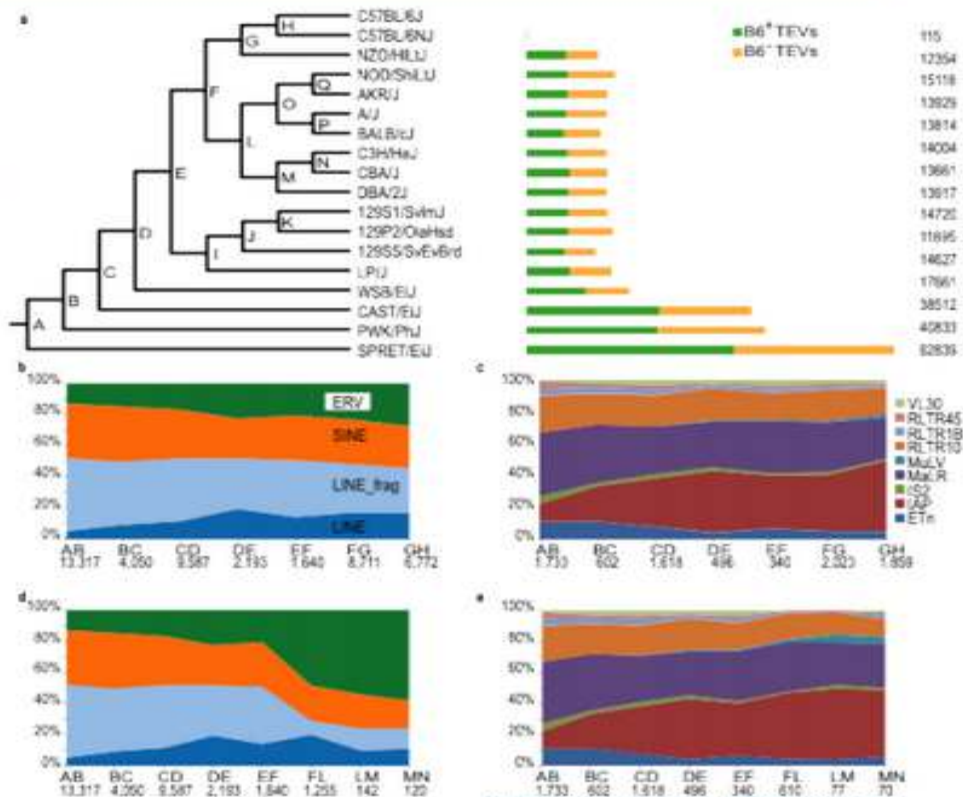 a
C57BL/6J
C57BL/6NJ
NZO/HlLtJ
NOD/ShiLtJ
AKR/J
A/J
BALB/cJ
C3H/HeJ
CBA/J
DBA/2J
129S1/SvImJ
129P2/OlaHsd
129S5/SvEvBrd
LP/J
WSB/EiJ
CAST/EiJ
PWK/PhJ
SPRET/EiJ
A
B
C
D
E
F
G
H
I
J
K
L
M
N
O
P
Q
B6⁺ TEVs
B6⁻ TEVs
115
12354
15118
13929
13814
14004
13661
13917
14720
11895
14627
17661
38512
40833
62839
b
100%
80%
60%
40%
20%
0%
ERV
SINE
LINE_frag
LINE
AB BC CD DE EF FG GH
13,317 4,050 9,587 2,193 1,640 8,711 6,772
c
100%
80%
60%
40%
20%
0%
VL30
RLTR45
RLTR1B
RLTR10
MuLV
MaLR
IS2
IAP
ETn
AB BC CD DE EF FG GH
1,733 602 1,618 496 340 2,323 1,859
d
100%
80%
60%
40%
20%
0%
AB BC CD DE EF FL LM MN
13,317 4,050 9,587 2,193 1,640 1,255 142 120
e
100%
80%
60%
40%
20%
0%
AB BC CD DE EF FL LM MN
1,733 602 1,618 496 340 610 77 70